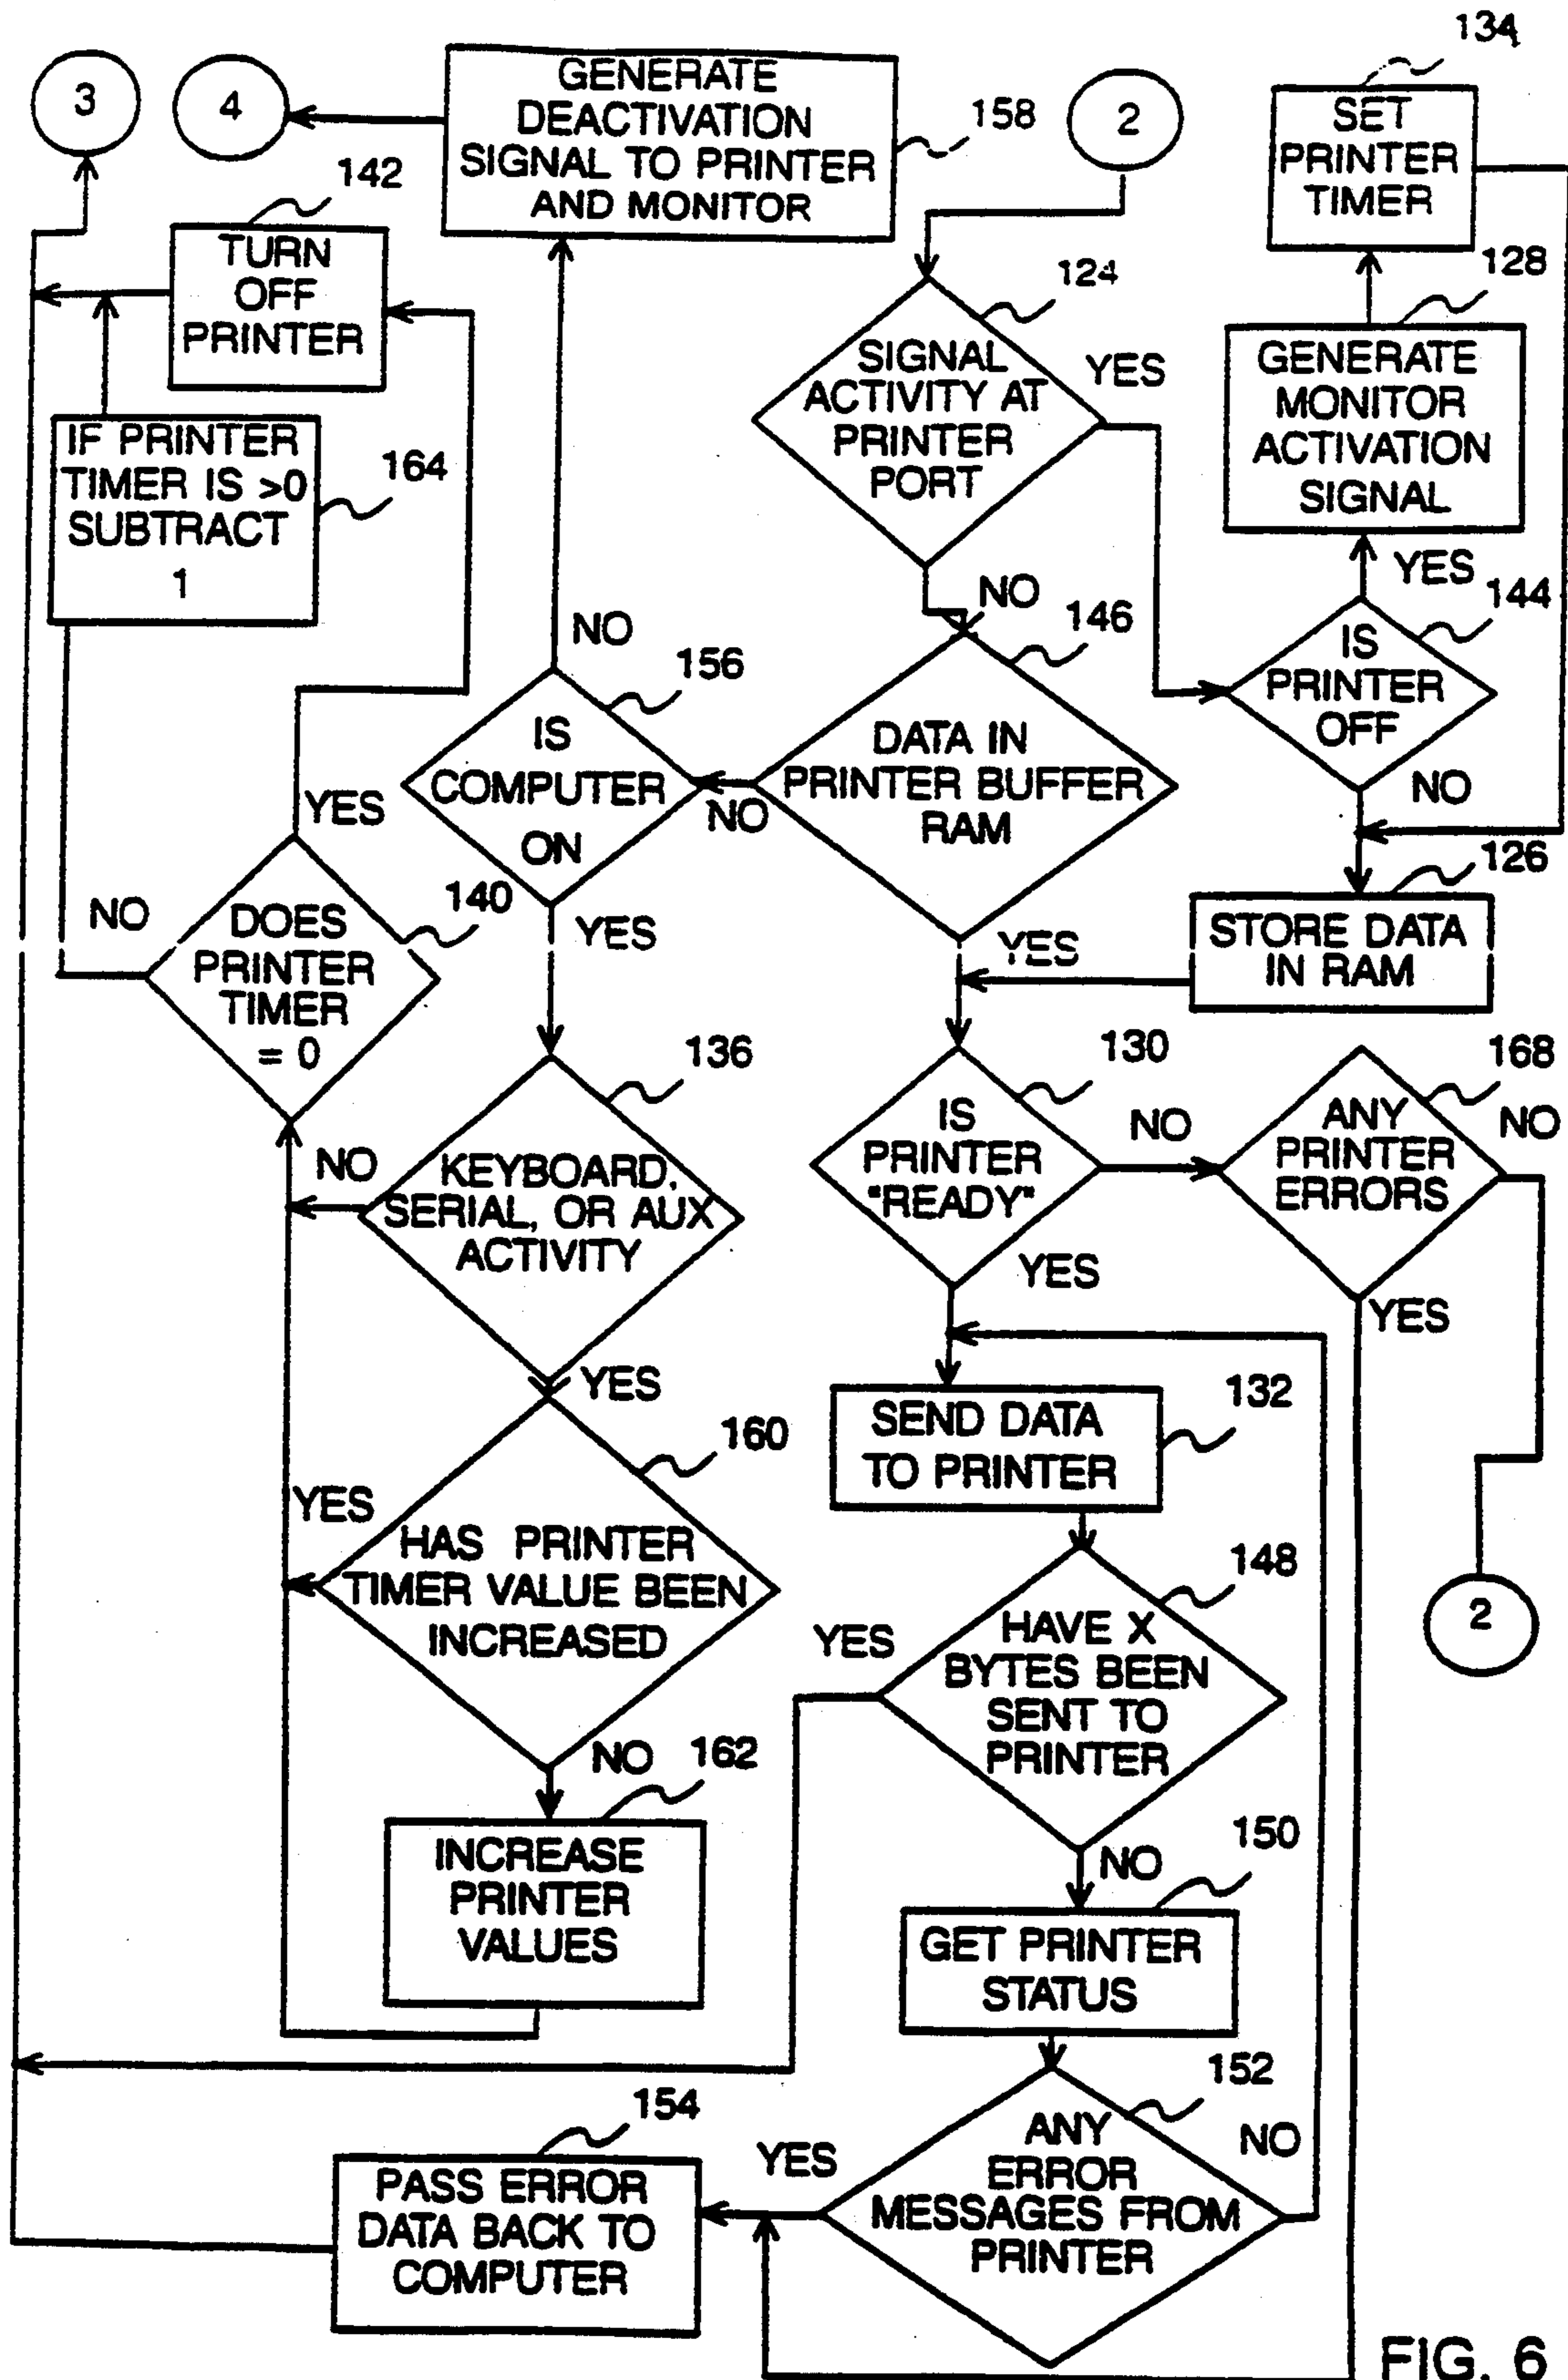 134
3
4
GENERATE
DEACTIVATION
SIGNAL TO PRINTER
AND MONITOR
158
2
SET
PRINTER
TIMER
142
TURN
OFF
PRINTER
124
SIGNAL
ACTIVITY AT
PRINTER
PORT
YES
NO
128
GENERATE
MONITOR
ACTIVATION
SIGNAL
YES
144
IS
PRINTER
OFF
NO
IF PRINTER
TIMER IS >0
SUBTRACT
1
164
NO
156
IS
COMPUTER
ON
YES
146
DATA IN
PRINTER BUFFER
RAM
NO
YES
126
STORE DATA
IN RAM
YES
NO
140
DOES
PRINTER
TIMER
= 0
136
KEYBOARD,
SERIAL, OR AUX
ACTIVITY
NO
YES
130
IS
PRINTER
"READY"
NO
YES
168
ANY
PRINTER
ERRORS
NO
YES
132
SEND DATA
TO PRINTER
160
YES
HAS PRINTER
TIMER VALUE BEEN
INCREASED
NO
148
YES
HAVE X
BYTES BEEN
SENT TO
PRINTER
NO
2
162
INCREASE
PRINTER
VALUES
150
GET PRINTER
STATUS
152
ANY
ERROR
MESSAGES FROM
PRINTER
YES
NO
154
PASS ERROR
DATA BACK TO
COMPUTER
FIG. 6